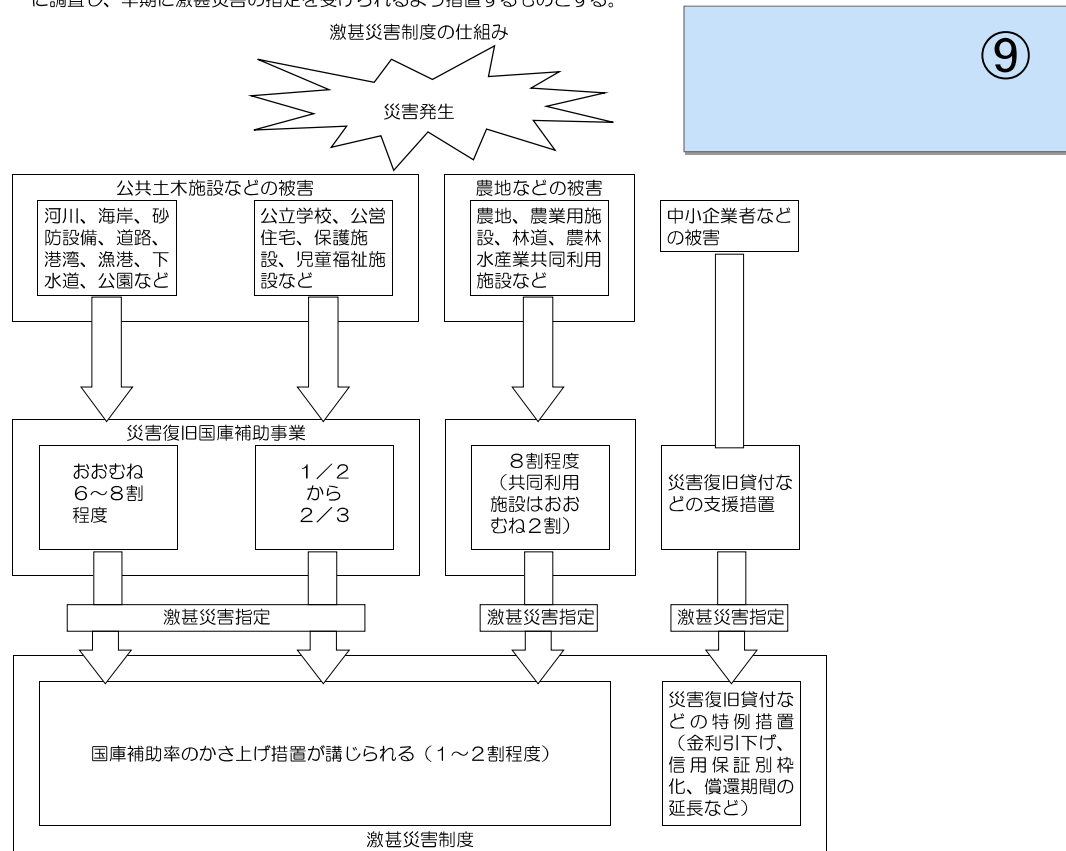 に調査し、早期に激甚災害の指定を受けられるよう措置するものとする。
激甚災害制度の仕組み
⑨
災害発生
公共土木施設などの被害
河川、海岸、砂
防設備、道路、
港湾、漁港、下
水道、公園など
公立学校、公営
住宅、保護施
設、児童福祉施
設など
農地などの被害
農地、農業用施
設、林道、農林
水産業共同利用
施設など
中小企業者など
の被害
災害復旧国庫補助事業
おおむね
６～８割
程度
１／２
から
２／３
８割程度
（共同利用
施設はおお
むね２割）
災害復旧貸付な
どの支援措置
激甚災害指定
激甚災害指定
激甚災害指定
国庫補助率のかさ上げ措置が講じられる（１～２割程度）
災害復旧貸付な
どの特例措置
（金利引下げ、
信用保証別枠
化、償還期間の
延長など）
激甚災害制度